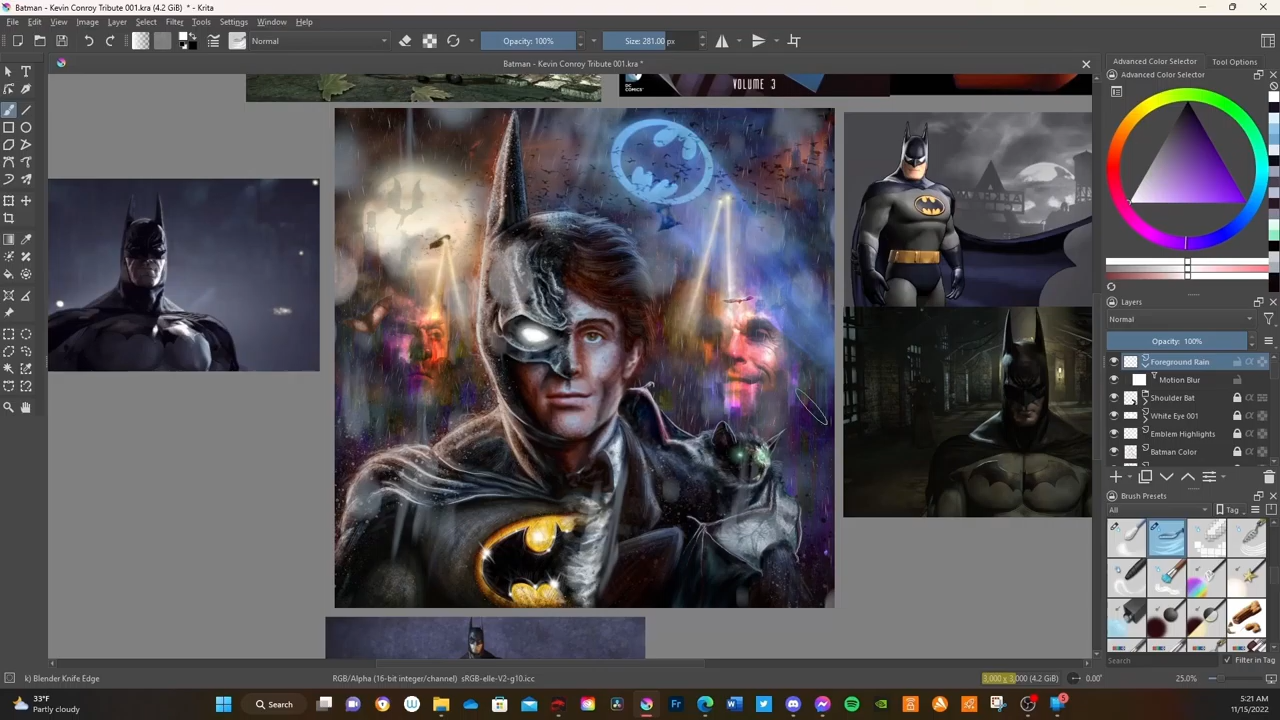 Batman - Kevin Conroy Tribute 001.kra (4.2 GiB) * - Krita
File Edit View Image Layer Select Filter Tools Settings Window Help
Normal
Opacity: 100%
Size: 281.00 px
Batman - Kevin Conroy Tribute 001.kra *
Advanced Color Selector
Tool Options
Advanced Color Selector
DC COMICS
VOLUME 3
Layers
Normal
Opacity: 100%
Foreground Rain
Motion Blur
Shoulder Bat
White Eye 001
Emblem Highlights
Batman Color
Brush Presets
All
Tag
Search
Filter in Tag
k) Blender Knife Edge
RGB/Alpha (16-bit integer/channel) sRGB-elle-V2-g10.icc
3,000 x 3,000 (4.2 GiB)
0.00°
25.0%
33°F
Partly cloudy
Search
5:21 AM
11/15/2022